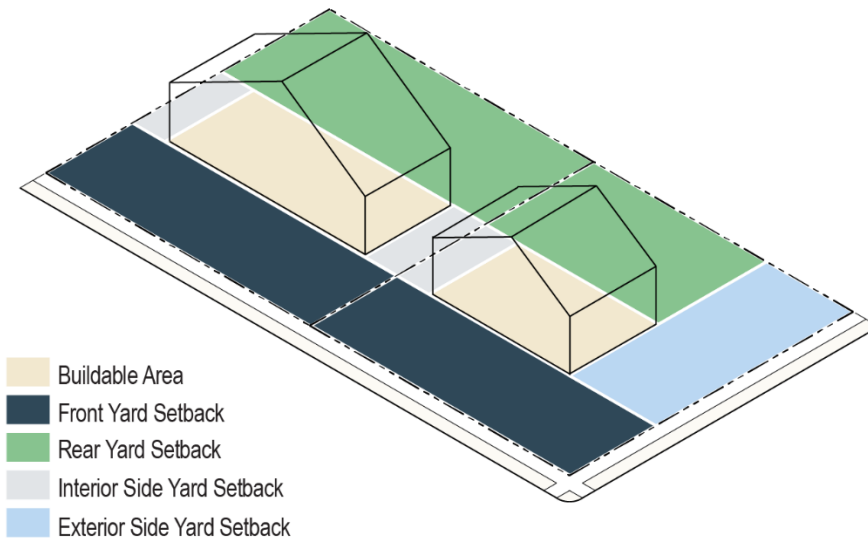 Buildable Area
Front Yard Setback
Rear Yard Setback
Interior Side Yard Setback
Exterior Side Yard Setback